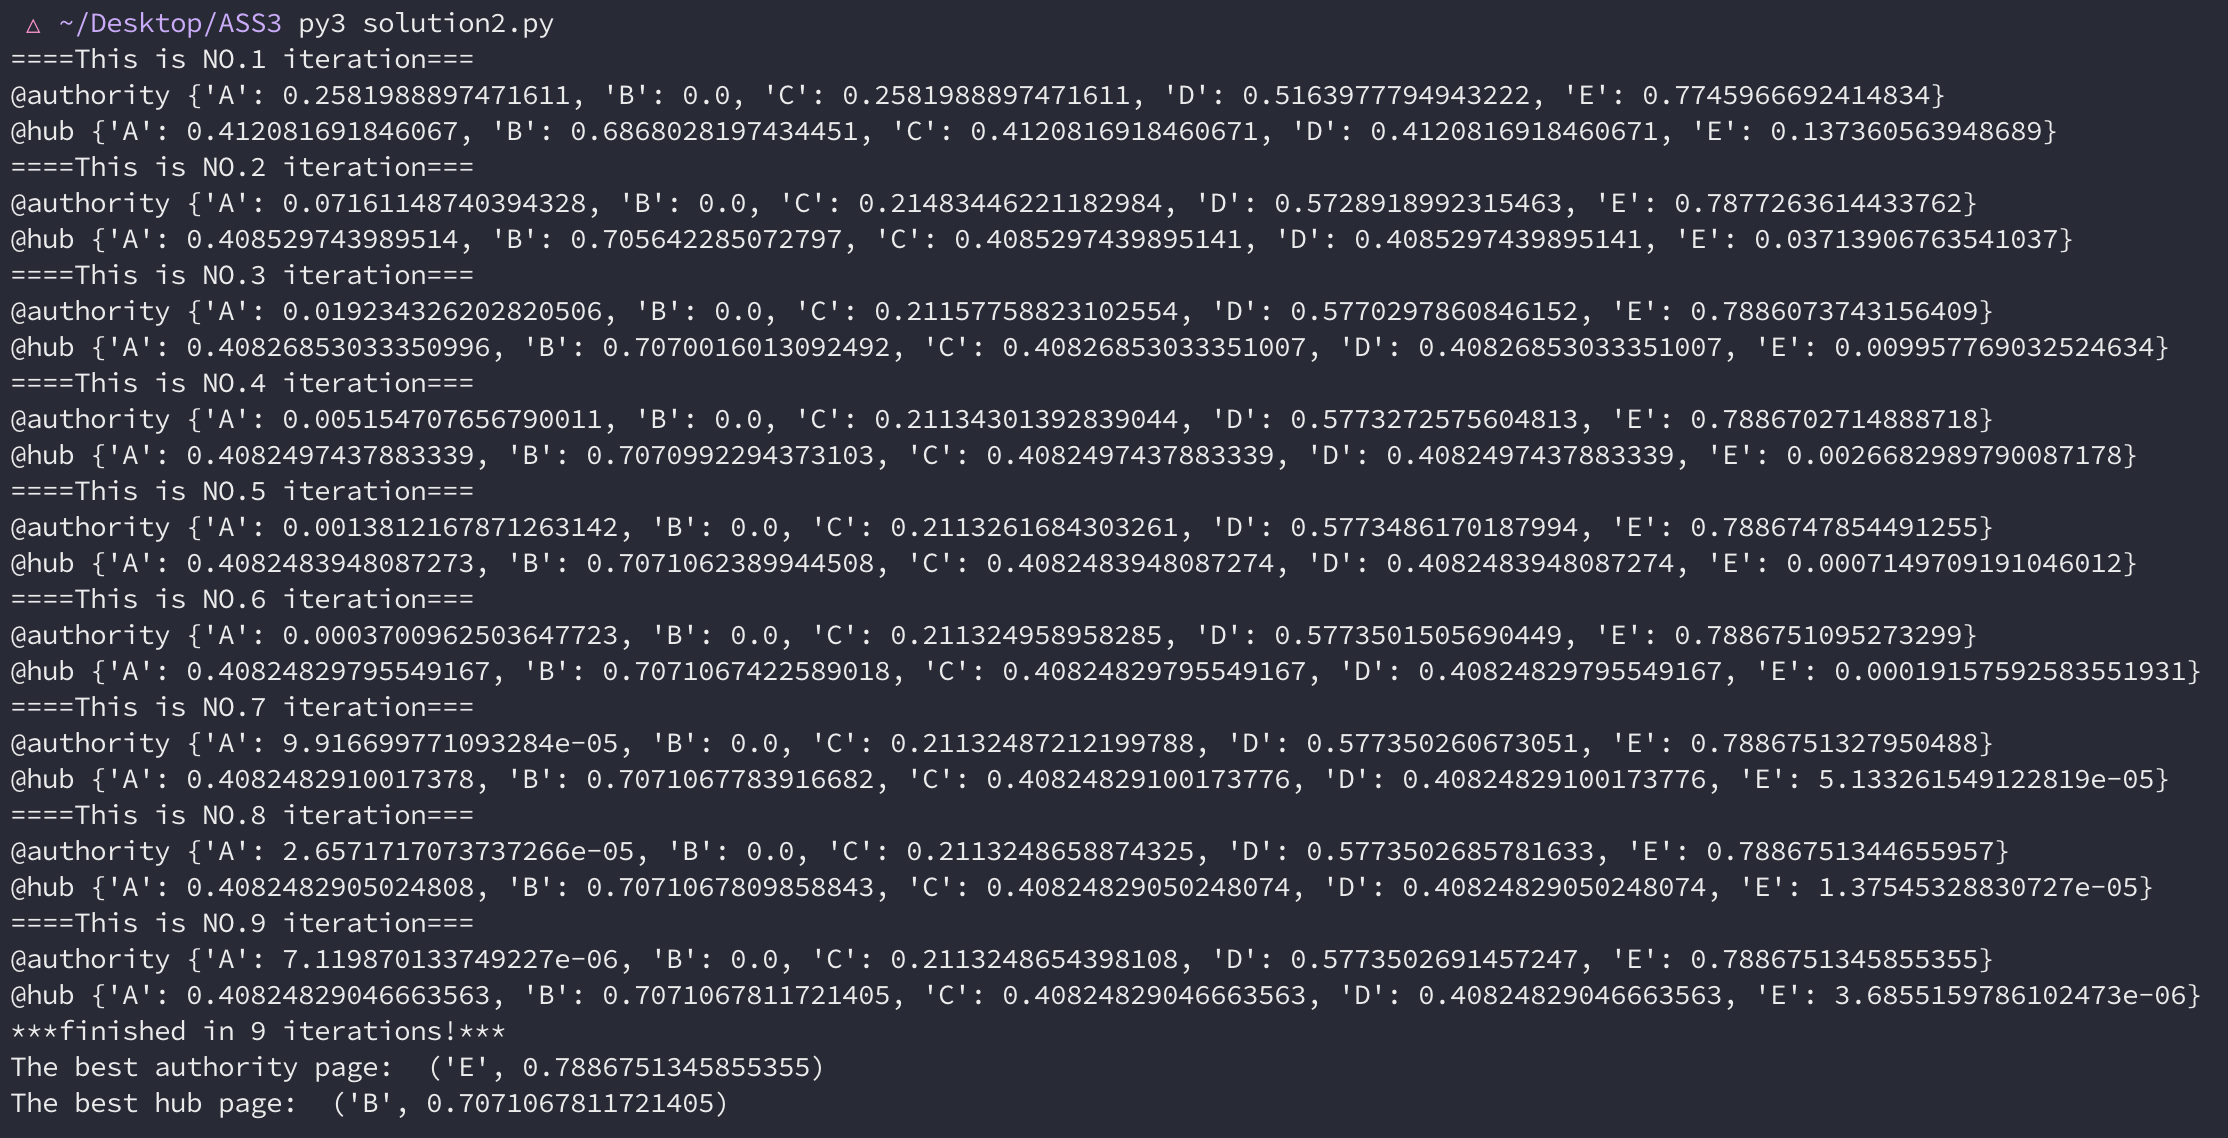 △ ~/Desktop/ASS3 py3 solution2.py
====This is NO.1 iteration===
@authority {'A': 0.2581988897471611, 'B': 0.0, 'C': 0.2581988897471611, 'D': 0.5163977794943222, 'E': 0.7745966692414834}
@hub {'A': 0.412081691846067, 'B': 0.6868028197434451, 'C': 0.4120816918460671, 'D': 0.4120816918460671, 'E': 0.137360563948689}
====This is NO.2 iteration===
@authority {'A': 0.07161148740394328, 'B': 0.0, 'C': 0.21483446221182984, 'D': 0.5728918992315463, 'E': 0.7877263614433762}
@hub {'A': 0.408529743989514, 'B': 0.705642285072797, 'C': 0.4085297439895141, 'D': 0.4085297439895141, 'E': 0.03713906763541037}
====This is NO.3 iteration===
@authority {'A': 0.019234326202820506, 'B': 0.0, 'C': 0.21157758823102554, 'D': 0.5770297860846152, 'E': 0.7886073743156409}
@hub {'A': 0.40826853033350996, 'B': 0.7070016013092492, 'C': 0.40826853033351007, 'D': 0.40826853033351007, 'E': 0.009957769032524634}
====This is NO.4 iteration===
@authority {'A': 0.005154707656790011, 'B': 0.0, 'C': 0.21134301392839044, 'D': 0.5773272575604813, 'E': 0.7886702714888718}
@hub {'A': 0.4082497437883339, 'B': 0.7070992294373103, 'C': 0.4082497437883339, 'D': 0.4082497437883339, 'E': 0.0026682989790087178}
====This is NO.5 iteration===
@authority {'A': 0.0013812167871263142, 'B': 0.0, 'C': 0.2113261684303261, 'D': 0.5773486170187994, 'E': 0.7886747854491255}
@hub {'A': 0.4082483948087273, 'B': 0.7071062389944508, 'C': 0.4082483948087274, 'D': 0.4082483948087274, 'E': 0.0007149709191046012}
====This is NO.6 iteration===
@authority {'A': 0.0003700962503647723, 'B': 0.0, 'C': 0.211324958958285, 'D': 0.5773501505690449, 'E': 0.7886751095273299}
@hub {'A': 0.40824829795549167, 'B': 0.7071067422589018, 'C': 0.40824829795549167, 'D': 0.40824829795549167, 'E': 0.00019157592583551931}
====This is NO.7 iteration===
@authority {'A': 9.916699771093284e-05, 'B': 0.0, 'C': 0.21132487212199788, 'D': 0.577350260673051, 'E': 0.7886751327950488}
@hub {'A': 0.4082482910017378, 'B': 0.7071067783916682, 'C': 0.40824829100173776, 'D': 0.40824829100173776, 'E': 5.133261549122819e-05}
====This is NO.8 iteration===
@authority {'A': 2.6571717073737266e-05, 'B': 0.0, 'C': 0.2113248658874325, 'D': 0.5773502685781633, 'E': 0.7886751344655957}
@hub {'A': 0.4082482905024808, 'B': 0.7071067809858843, 'C': 0.40824829050248074, 'D': 0.40824829050248074, 'E': 1.37545328830727e-05}
====This is NO.9 iteration===
@authority {'A': 7.119870133749227e-06, 'B': 0.0, 'C': 0.2113248654398108, 'D': 0.5773502691457247, 'E': 0.7886751345855355}
@hub {'A': 0.40824829046663563, 'B': 0.7071067811721405, 'C': 0.40824829046663563, 'D': 0.40824829046663563, 'E': 3.6855159786102473e-06}
***finished in 9 iterations!***
The best authority page:  ('E', 0.7886751345855355)
The best hub page:  ('B', 0.7071067811721405)